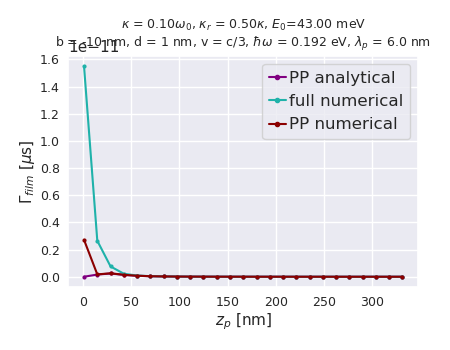 κ = 0.10ω₀, κᵣ = 0.50κ, E₀=43.00 meV
b = -10 nm, d = 1 nm, v = c/3, ℏω = 0.192 eV, λₚ = 6.0 nm
1e−11
PP analytical
full numerical
PP numerical
1.6
1.4
1.2
1.0
0.8
0.6
0.4
0.2
0.0
Γ_film [μs]
0 50 100 150 200 250 300
zₚ [nm]